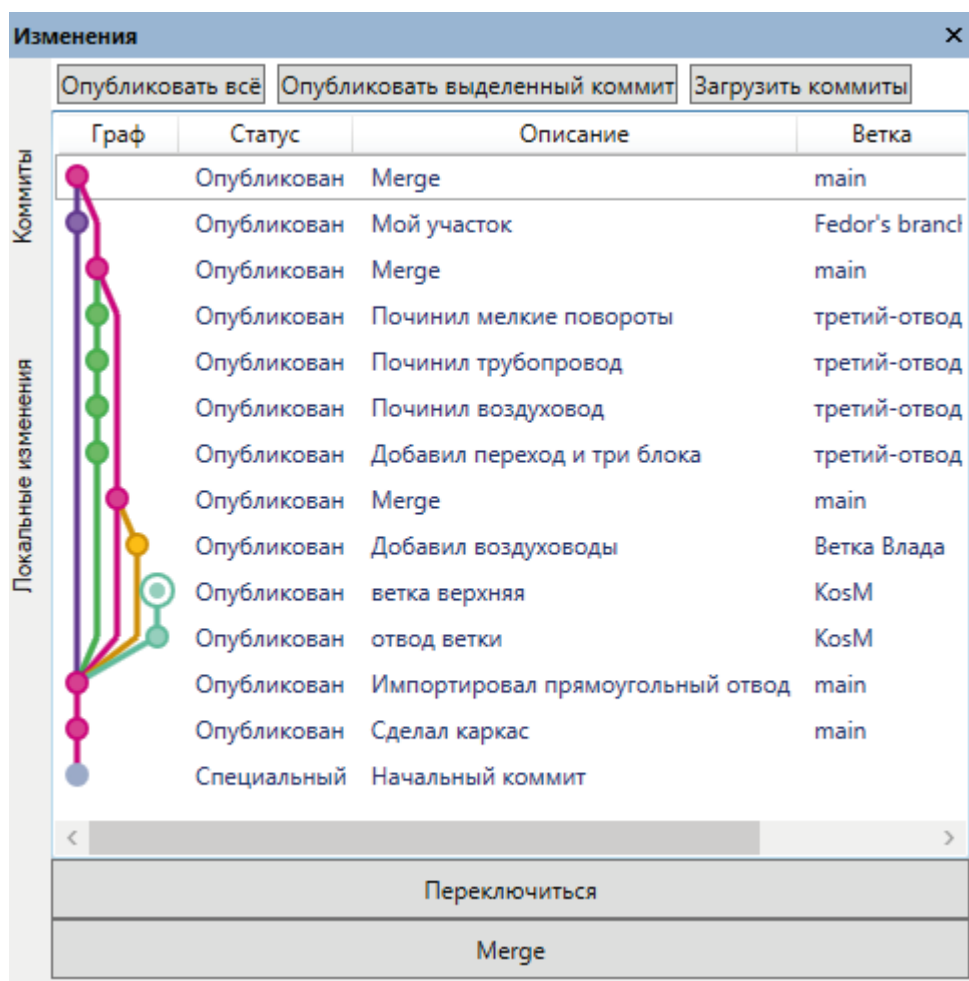 Изменения
Коммиты
Локальные изменения
Опубликовать всё Опубликовать выделенный коммит Загрузить коммиты
Граф Статус Описание Ветка
Опубликован Merge main
Опубликован Мой участок Fedor's branch
Опубликован Merge main
Опубликован Починил мелкие повороты третий-отвод
Опубликован Починил трубопровод третий-отвод
Опубликован Починил воздуховод третий-отвод
Опубликован Добавил переход и три блока третий-отвод
Опубликован Merge main
Опубликован Добавил воздуховоды Ветка Влада
Опубликован ветка верхняя KosM
Опубликован отвод ветки KosM
Опубликован Импортировал прямоугольный отвод main
Опубликован Сделал каркас main
Специальный Начальный коммит
Переключиться
Merge